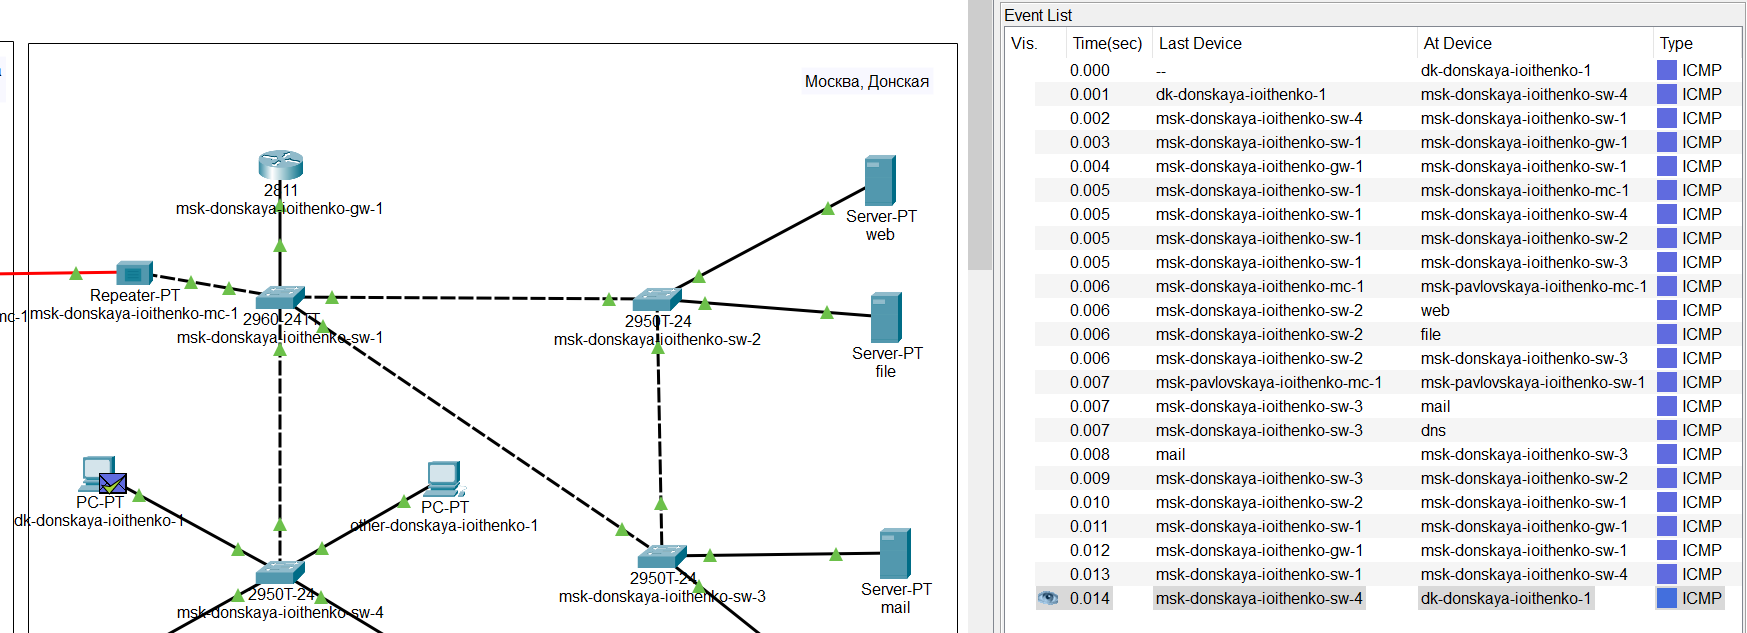 Москва, Донская
2811
msk-donskaya-ioithenko-gw-1
Server-PT
web
Repeater-PT
mc-1
msk-donskaya-ioithenko-mc-1
2960-24TT
msk-donskaya-ioithenko-sw-1
2950T-24
msk-donskaya-ioithenko-sw-2
Server-PT
file
PC-PT
dk-donskaya-ioithenko-1
PC-PT
other-donskaya-ioithenko-1
2950T-24
msk-donskaya-ioithenko-sw-4
2950T-24
msk-donskaya-ioithenko-sw-3
Server-PT
mail
Event List
Vis. Time(sec) Last Device At Device Type
0.000 -- dk-donskaya-ioithenko-1 ICMP
0.001 dk-donskaya-ioithenko-1 msk-donskaya-ioithenko-sw-4 ICMP
0.002 msk-donskaya-ioithenko-sw-4 msk-donskaya-ioithenko-sw-1 ICMP
0.003 msk-donskaya-ioithenko-sw-1 msk-donskaya-ioithenko-gw-1 ICMP
0.004 msk-donskaya-ioithenko-gw-1 msk-donskaya-ioithenko-sw-1 ICMP
0.005 msk-donskaya-ioithenko-sw-1 msk-donskaya-ioithenko-mc-1 ICMP
0.005 msk-donskaya-ioithenko-sw-1 msk-donskaya-ioithenko-sw-4 ICMP
0.005 msk-donskaya-ioithenko-sw-1 msk-donskaya-ioithenko-sw-2 ICMP
0.005 msk-donskaya-ioithenko-sw-1 msk-donskaya-ioithenko-sw-3 ICMP
0.006 msk-donskaya-ioithenko-mc-1 msk-pavlovskaya-ioithenko-mc-1 ICMP
0.006 msk-donskaya-ioithenko-sw-2 web ICMP
0.006 msk-donskaya-ioithenko-sw-2 file ICMP
0.006 msk-donskaya-ioithenko-sw-2 msk-donskaya-ioithenko-sw-3 ICMP
0.007 msk-pavlovskaya-ioithenko-mc-1 msk-pavlovskaya-ioithenko-sw-1 ICMP
0.007 msk-donskaya-ioithenko-sw-3 mail ICMP
0.007 msk-donskaya-ioithenko-sw-3 dns ICMP
0.008 mail msk-donskaya-ioithenko-sw-3 ICMP
0.009 msk-donskaya-ioithenko-sw-3 msk-donskaya-ioithenko-sw-2 ICMP
0.010 msk-donskaya-ioithenko-sw-2 msk-donskaya-ioithenko-sw-1 ICMP
0.011 msk-donskaya-ioithenko-sw-1 msk-donskaya-ioithenko-gw-1 ICMP
0.012 msk-donskaya-ioithenko-gw-1 msk-donskaya-ioithenko-sw-1 ICMP
0.013 msk-donskaya-ioithenko-sw-1 msk-donskaya-ioithenko-sw-4 ICMP
0.014 msk-donskaya-ioithenko-sw-4 dk-donskaya-ioithenko-1 ICMP